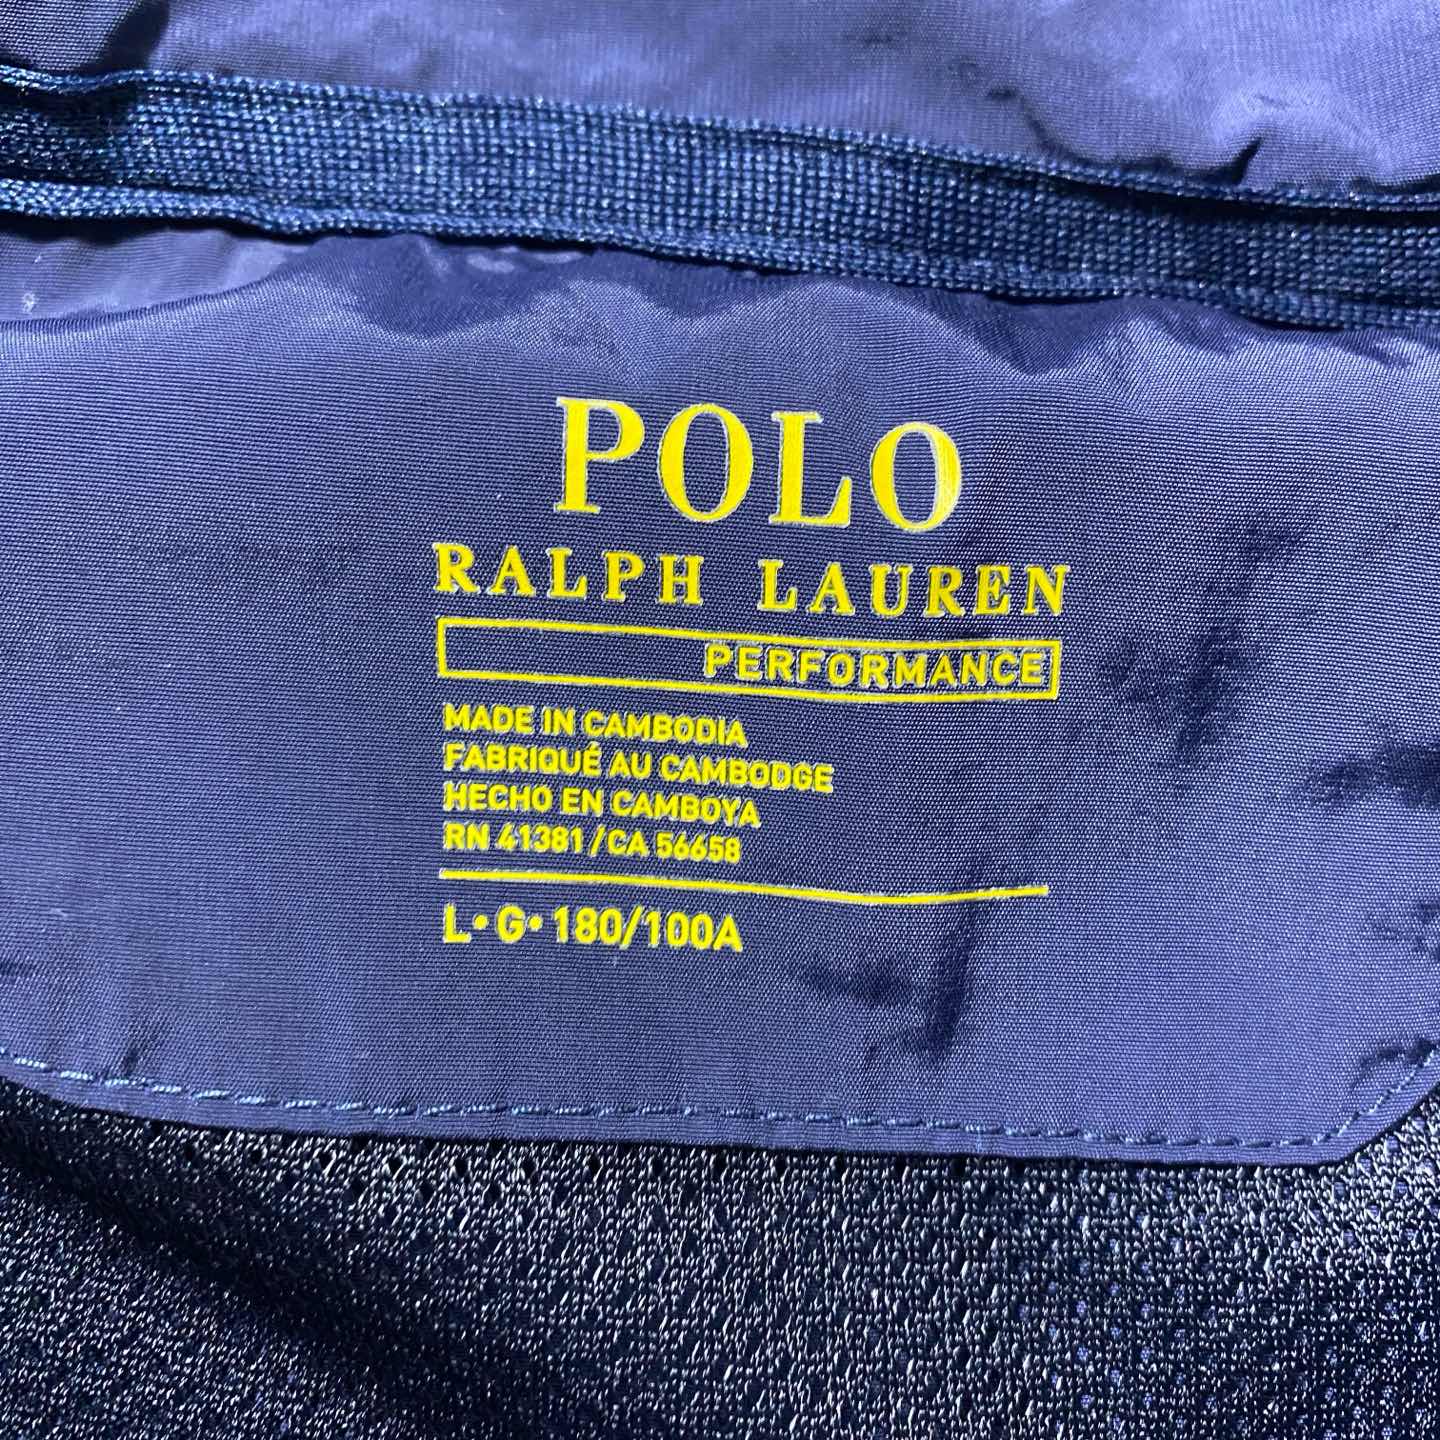 POLO
RALPH LAUREN
PERFORMANCE
MADE IN CAMBODIA
FABRIQUÉ AU CAMBODGE
HECHO EN CAMBOYA
RN 41381 / CA 56658
L • G • 180/100A